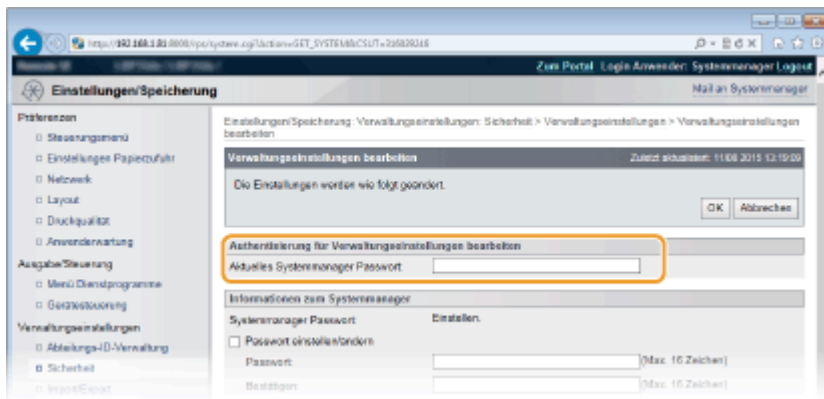 Zum Portal Login Anwender: Systemmanager Logout
Einstellungen/Speicherung
Mail an Systemmanager
Präferenzen
Steuerungsmenü
Einstellungen Papierzufuhr
Netzwerk
Layout
Druckqualität
Anwenderwartung
Ausgabe/Steuerung
Menü Dienstprogramme
Gerätesteuerung
Verwaltungseinstellungen
Abteilungs-ID-Verwaltung
Sicherheit
Import/Export
Einstellungen/Speicherung: Verwaltungseinstellungen: Sicherheit > Verwaltungseinstellungen > Verwaltungseinstellungen
bearbeiten
Verwaltungseinstellungen bearbeiten
Zuletzt aktualisiert: 11/08 2015 13:19:09
Die Einstellungen werden wie folgt geändert.
OK Abbrechen
Authentisierung für Verwaltungseinstellungen bearbeiten
Aktuelles Systemmanager Passwort:
Informationen zum Systemmanager
Systemmanager Passwort: Einstellen.
Passwort einstellen/ändern
Passwort: (Max. 16 Zeichen)
Bestätigen: (Max. 16 Zeichen)